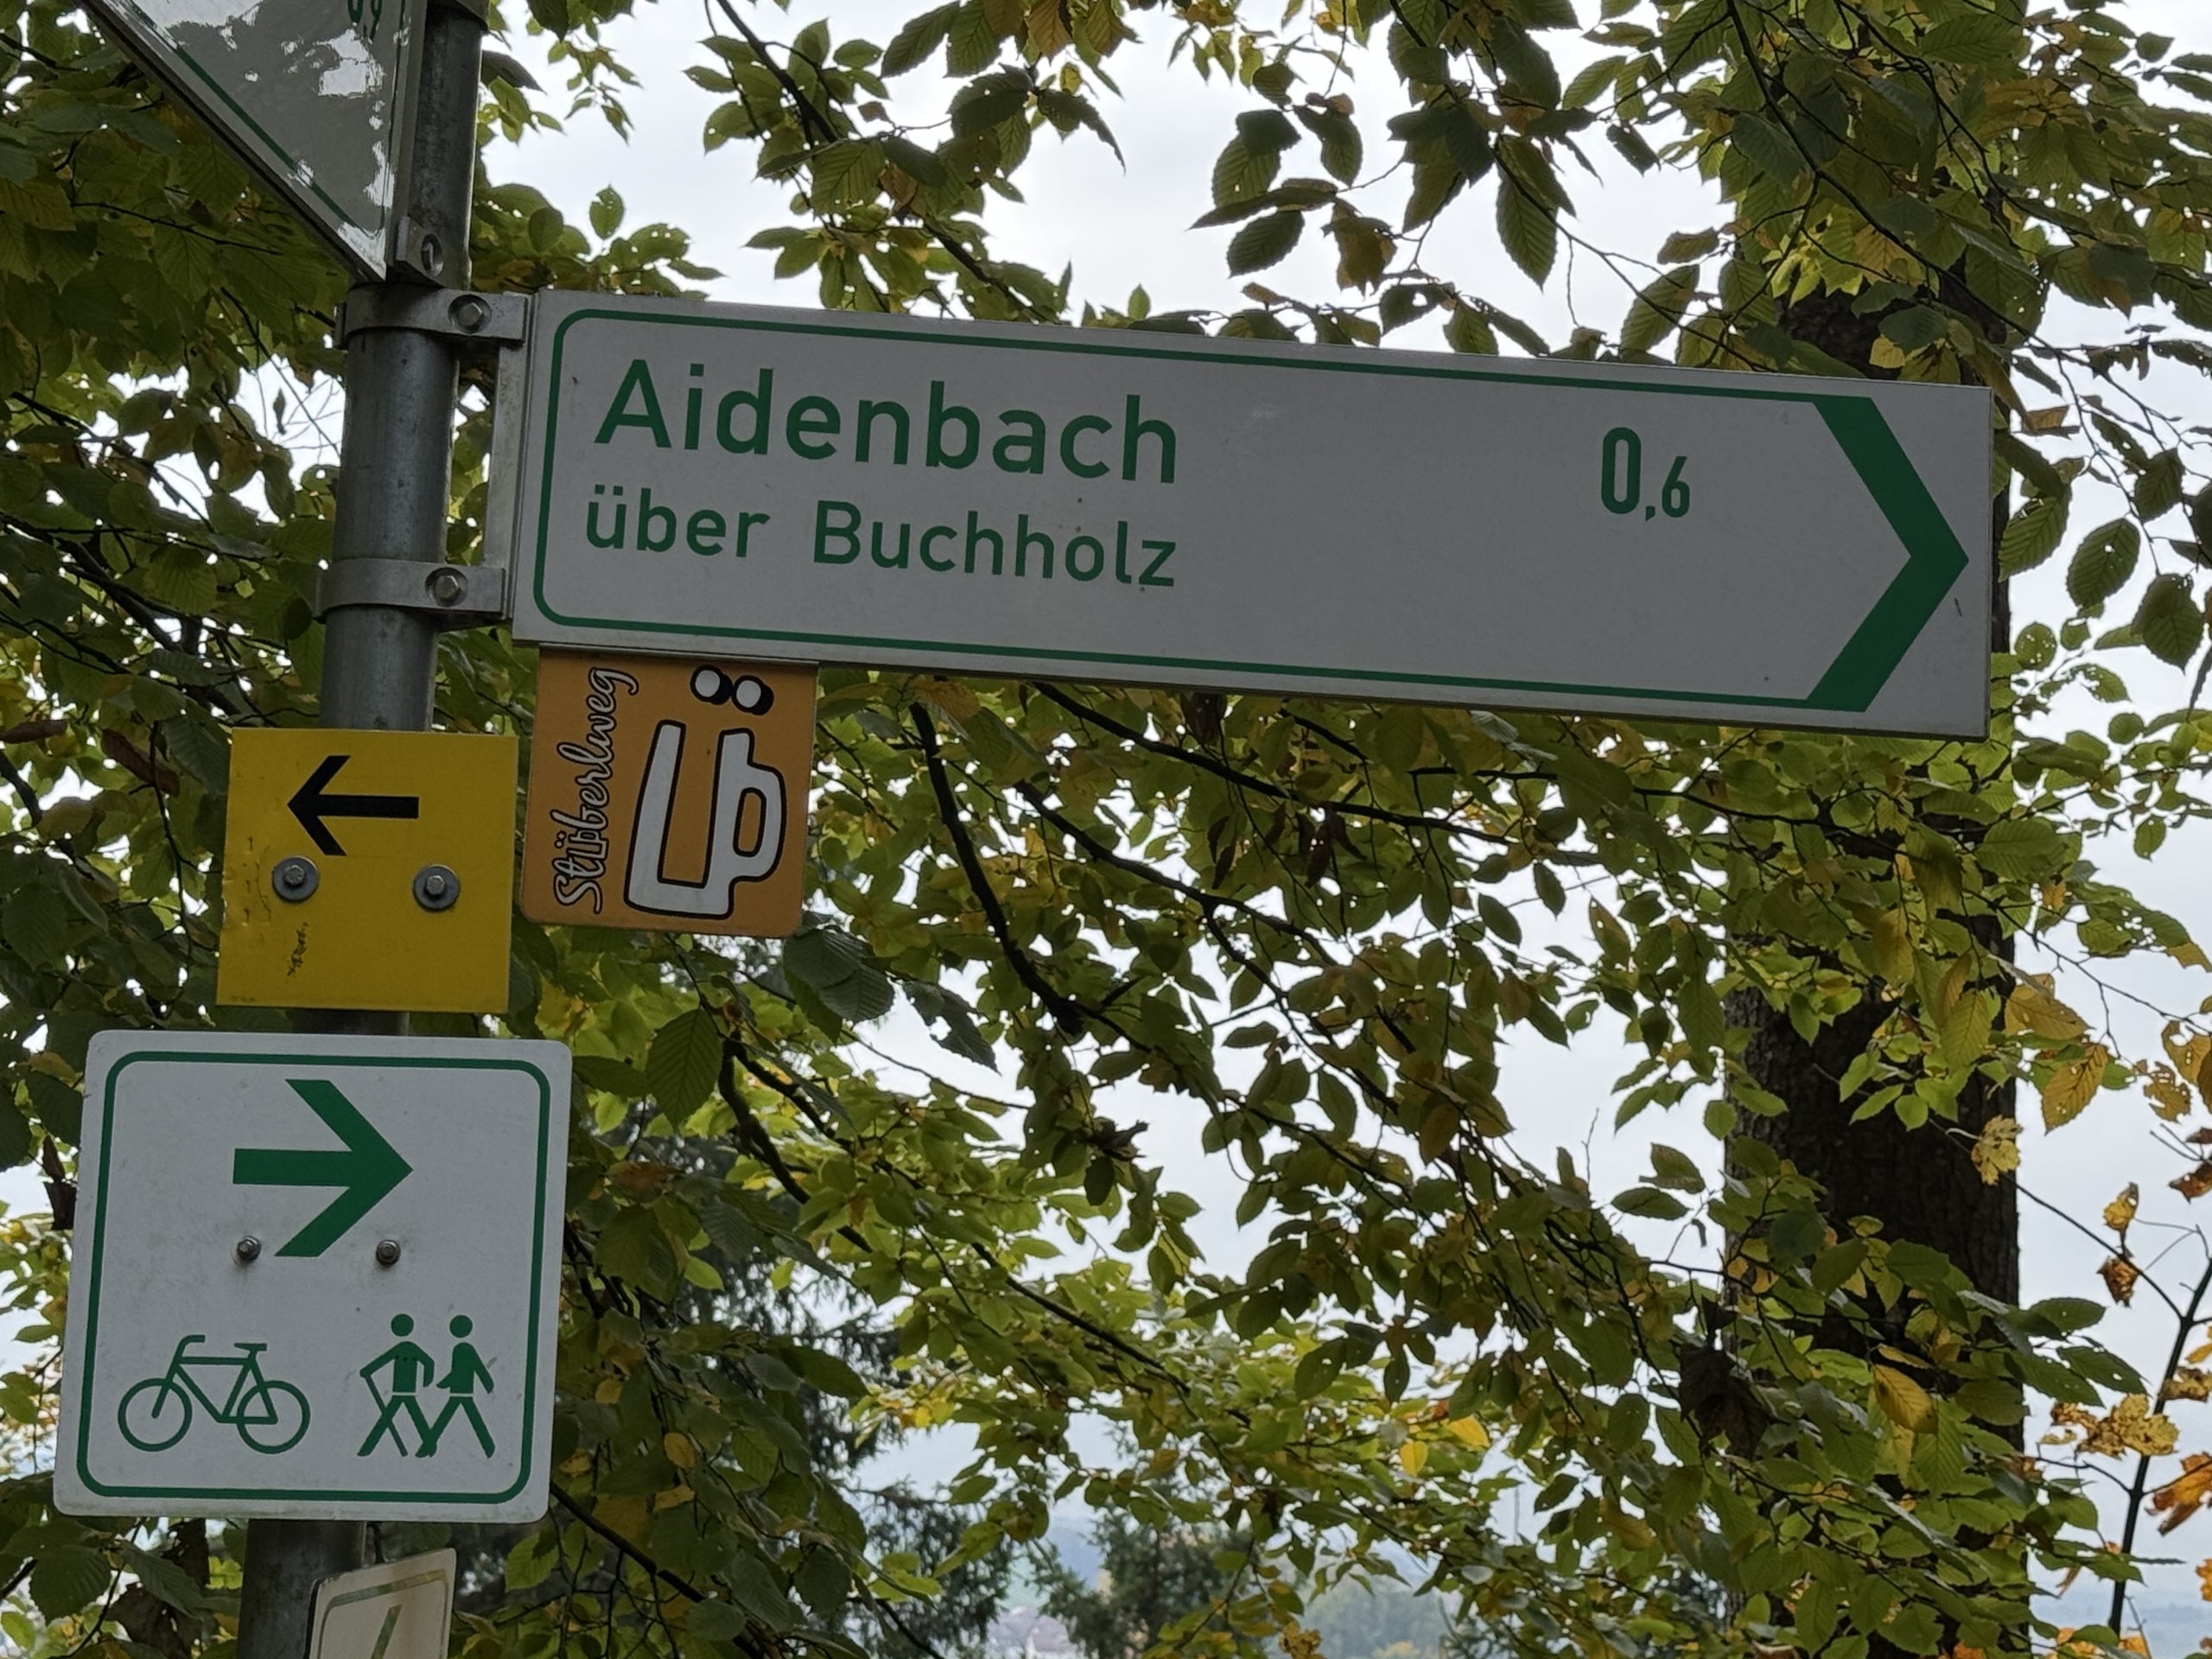 Aidenbach
0,6
über Buchholz
Stüberlweg